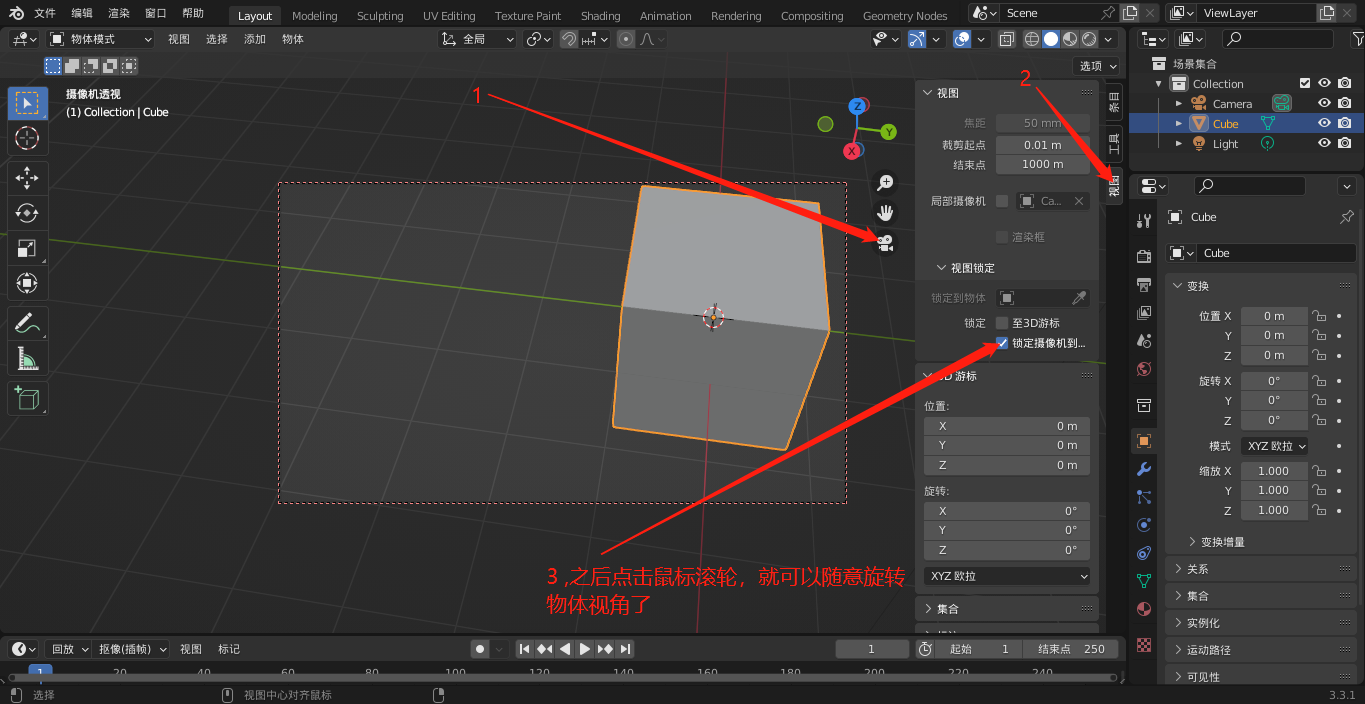 文件 编辑 渲染 窗口 帮助 Layout Modeling Sculpting UV Editing Texture Paint Shading Animation Rendering Compositing Geometry Nodes Scene ViewLayer
物体模式 视图 选择 添加 物体 全局
选项
摄像机透视
(1) Collection | Cube
1
2
Z
Y
X
视图
焦距 50 mm
裁剪起点 0.01 m
结束点 1000 m
局部摄像机 Ca...
渲染框
视图锁定
锁定到物体
锁定 至3D游标
锁定摄像机到...
3D 游标
位置:
X 0 m
Y 0 m
Z 0 m
旋转:
X 0°
Y 0°
Z 0°
XYZ 欧拉
集合
条目
工具
视图
3 ,之后点击鼠标滚轮，就可以随意旋转
物体视角了
场景集合
Collection
Camera
Cube
Light
Cube
Cube
变换
位置 X 0 m
Y 0 m
Z 0 m
旋转 X 0°
Y 0°
Z 0°
模式 XYZ 欧拉
缩放 X 1.000
Y 1.000
Z 1.000
变换增量
关系
集合
实例化
运动路径
可见性
回放 抠像(插帧) 视图 标记 1 起始 1 结束点 250
1 20 40 60 80 100 120 140 160 180 200 220 240
选择 视图中心对齐鼠标 3.3.1